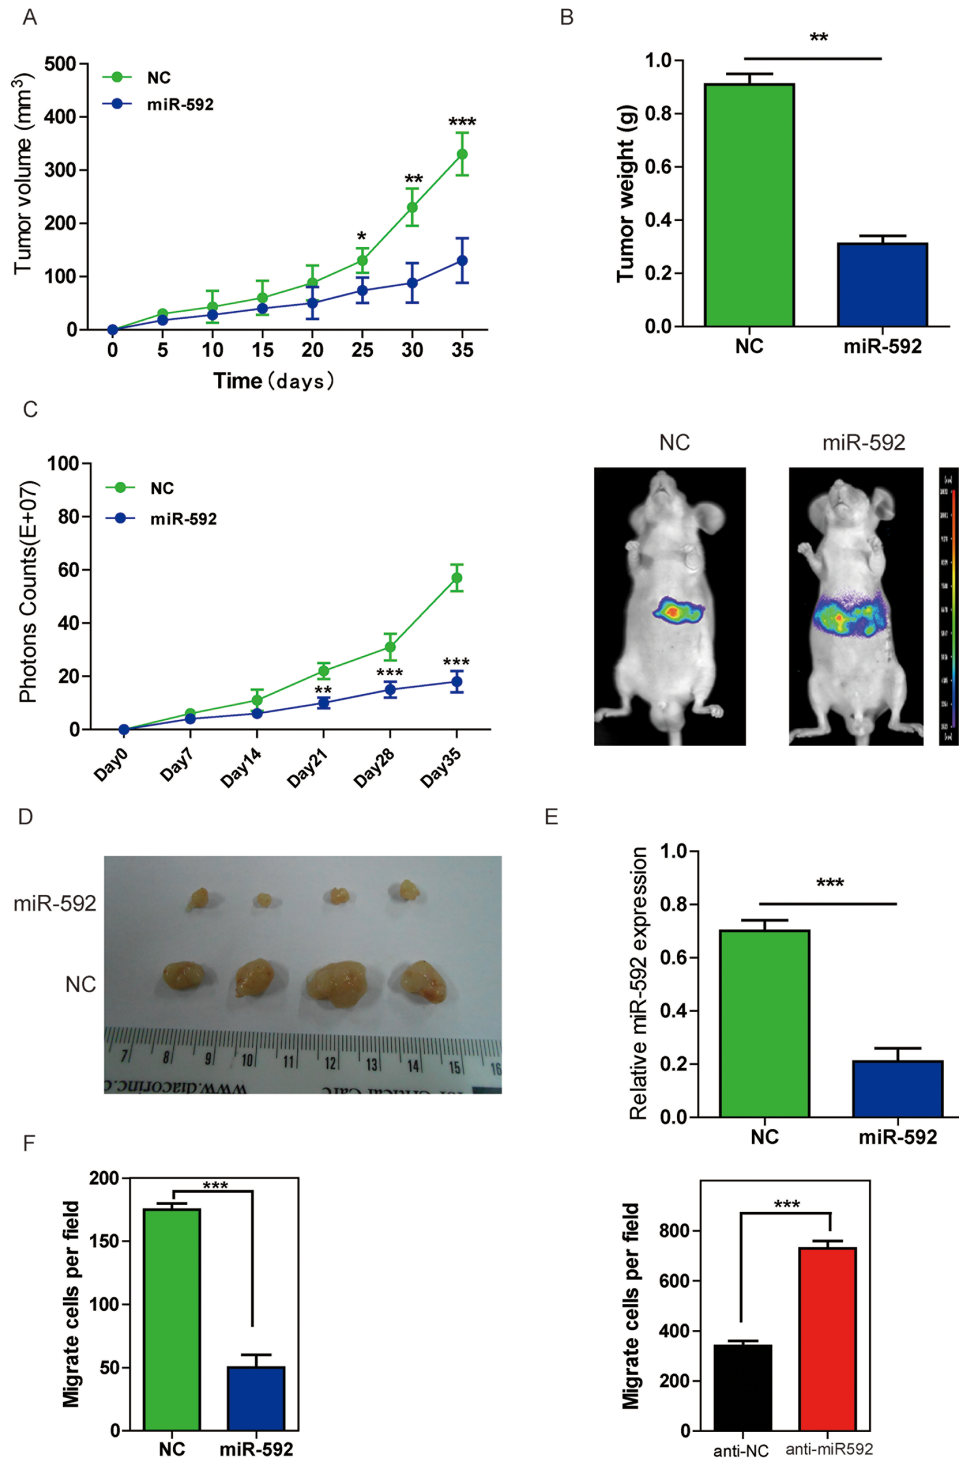 A
Tumor volume (mm3)
500
400
300
200
100
0
NC
miR-592
*
**
***
0 5 10 15 20 25 30 35
Time (days)
B
Tumor weight (g)
1.0
0.8
0.6
0.4
0.2
0.0
**
NC miR-592
C
Photons Counts(E+07)
100
80
60
40
20
0
NC
miR-592
**
***
***
Day0 Day7 Day14 Day21 Day28 Day35
NC miR-592
D
miR-592
NC
7 8 9 10 11 12 13 14 15 16
www.diacorinc.c
E
Relative miR-592 expression
1.0
0.8
0.6
0.4
0.2
0.0
***
NC miR-592
F
Migrate cells per field
200
150
100
50
0
***
NC miR-592
Migrate cells per field
800
600
400
200
0
***
anti-NC anti-miR592